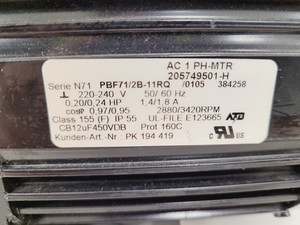 AC 1 PH-MTR
205749501-H
Serie N71 PBF71/2B-11RQ /0105 384258
⊥ 220-240 V 50/ 60 Hz
0,20/0,24 HP 1,4/1,8 A
cosφ 0,97/0,95 2880/3420RPM
Class 155 (F) IP 55 UL-FILE E123665
CB12uF450VDB Prot 160C
Kunden-Art.-Nr.: PK 194 419